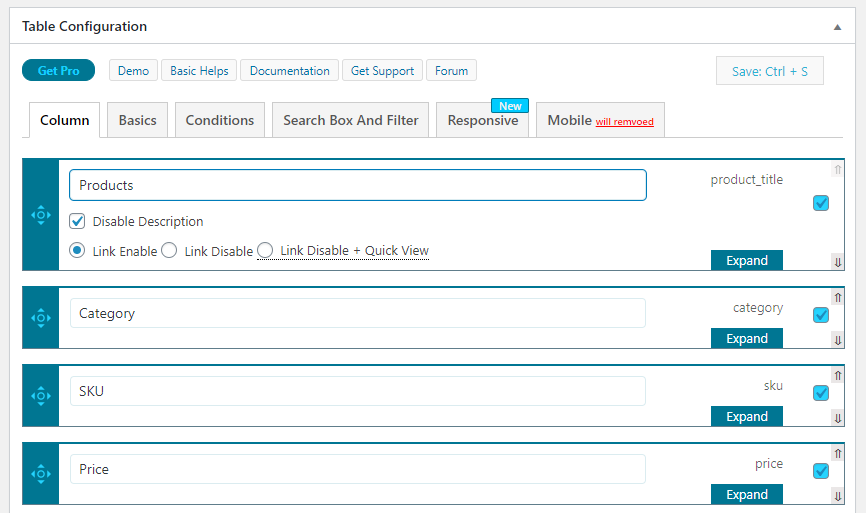 Table Configuration
Get Pro Demo Basic Helps Documentation Get Support Forum Save: Ctrl + S
New
Column Basics Conditions Search Box And Filter Responsive Mobile will remvoed
Products product_title
Disable Description
Link Enable Link Disable Link Disable + Quick View
Expand
Category category
Expand
SKU sku
Expand
Price price
Expand